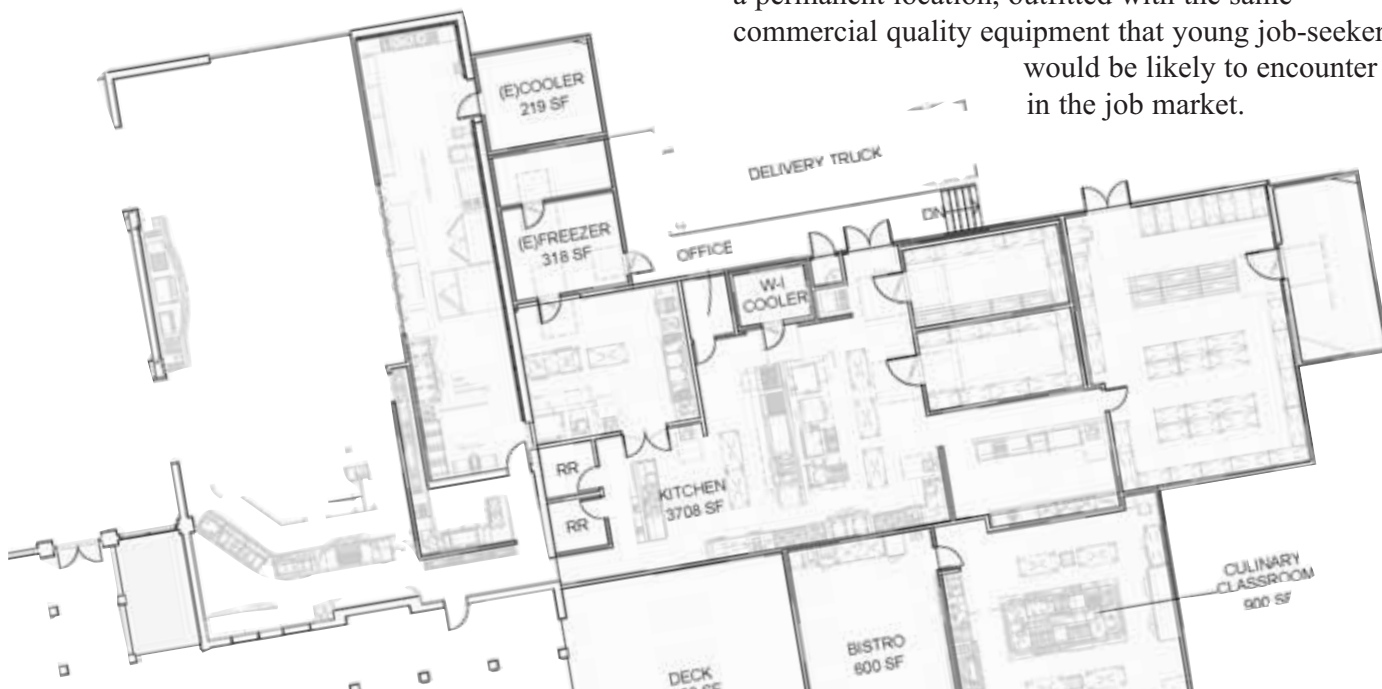 commercial quality equipment that young job-seeker
would be likely to encounter
in the job market.
(E)COOLER
219 SF
DELIVERY TRUCK
DN
(E)FREEZER
318 SF
OFFICE
W-I
COOLER
RR
KITCHEN
3708 SF
RR
CULINARY
CLASSROOM
900 SF
BISTRO
600 SF
DECK
SF